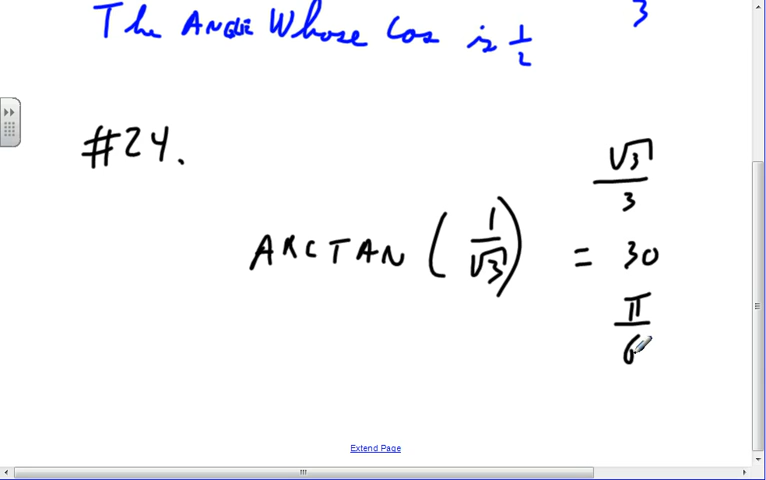 The ANGLE Whose Cos is 1/2
3
#24.
√3/3
ARCTAN (1/√3) = 30
π/6
Extend Page